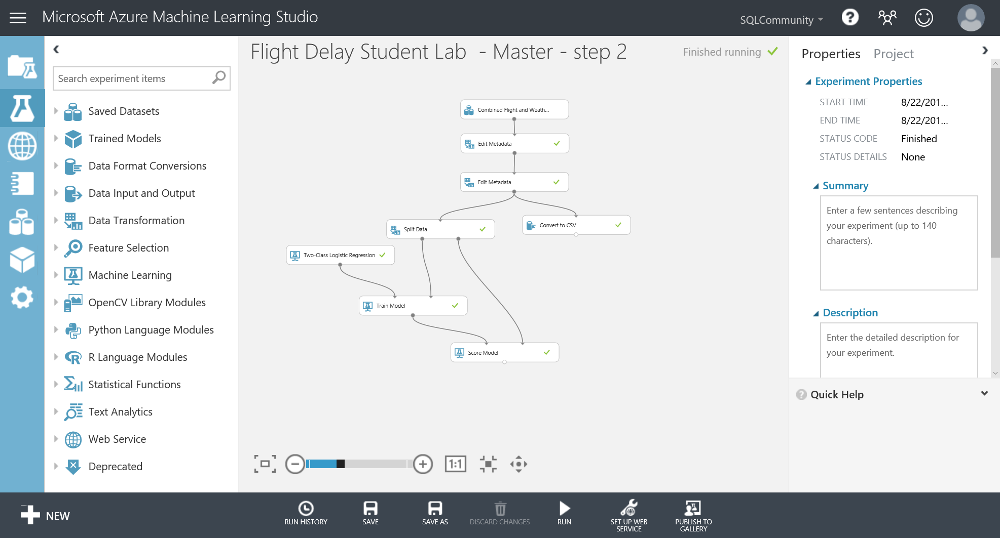 Microsoft Azure Machine Learning Studio
SQLCommunity
?
Flight Delay Student Lab - Master - step 2
Finished running
Search experiment items
Saved Datasets
Trained Models
Data Format Conversions
Data Input and Output
Data Transformation
Feature Selection
Machine Learning
OpenCV Library Modules
Python Language Modules
R Language Modules
Statistical Functions
Text Analytics
Web Service
Deprecated
Combined Flight and Weath...
Edit Metadata
Edit Metadata
Split Data
Convert to CSV
Two-Class Logistic Regression
Train Model
Score Model
1:1
Properties Project
Experiment Properties
START TIME 8/22/201...
END TIME 8/22/201...
STATUS CODE Finished
STATUS DETAILS None
Summary
Enter a few sentences describing
your experiment (up to 140
characters).
Description
Enter the detailed description for
your experiment.
? Quick Help
NEW
RUN HISTORY
SAVE
SAVE AS
DISCARD CHANGES
RUN
SET UP WEB
SERVICE
PUBLISH TO
GALLERY